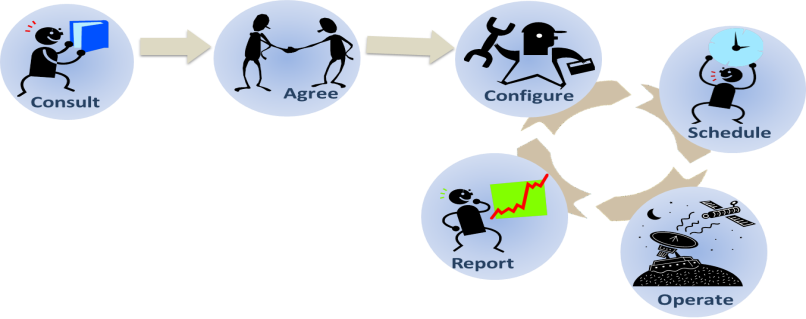 Consult
Agree
Configure
Schedule
Operate
Report